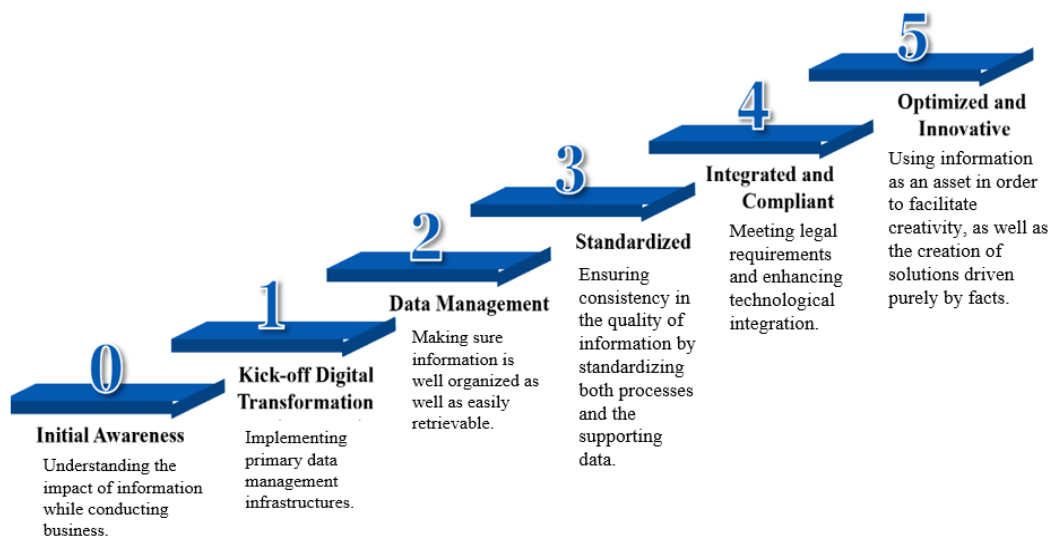 0
Initial Awareness
Understanding the
impact of information
while conducting
business.
1
Kick-off Digital
Transformation
Implementing
primary data
management
infrastructures.
2
Data Management
Making sure
information is
well organized as
well as easily
retrievable.
3
Standardized
Ensuring
consistency in
the quality of
information by
standardizing
both processes
and the
supporting
data.
4
Integrated and
Compliant
Meeting legal
requirements
and enhancing
technological
integration.
5
Optimized and
Innovative
Using information
as an asset in order
to facilitate
creativity, as well as
the creation of
solutions driven
purely by facts.